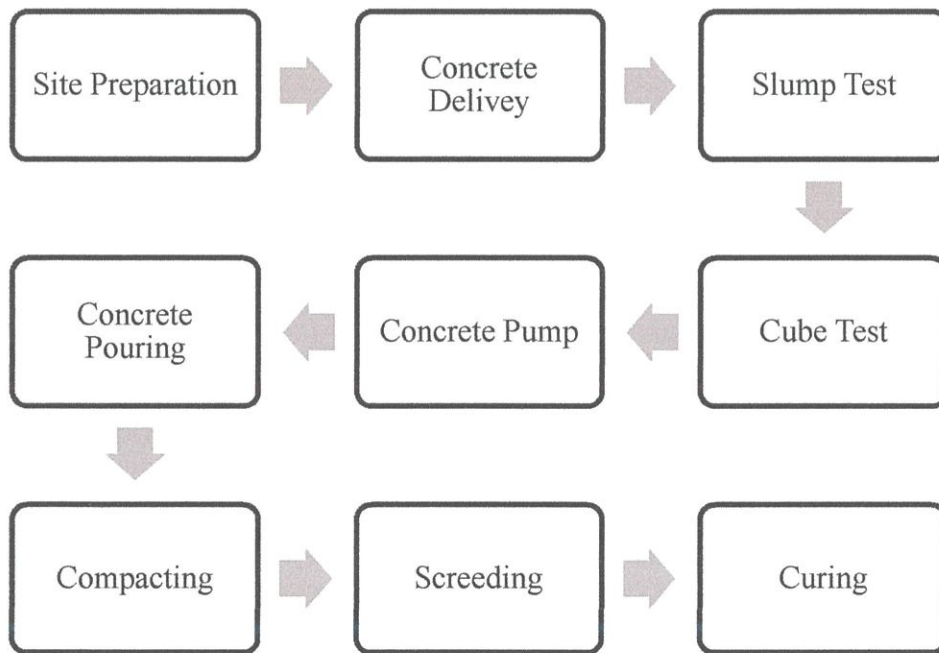 Site Preparation
Concrete
Delivey
Slump Test
Cube Test
Concrete Pump
Concrete
Pouring
Compacting
Screeding
Curing